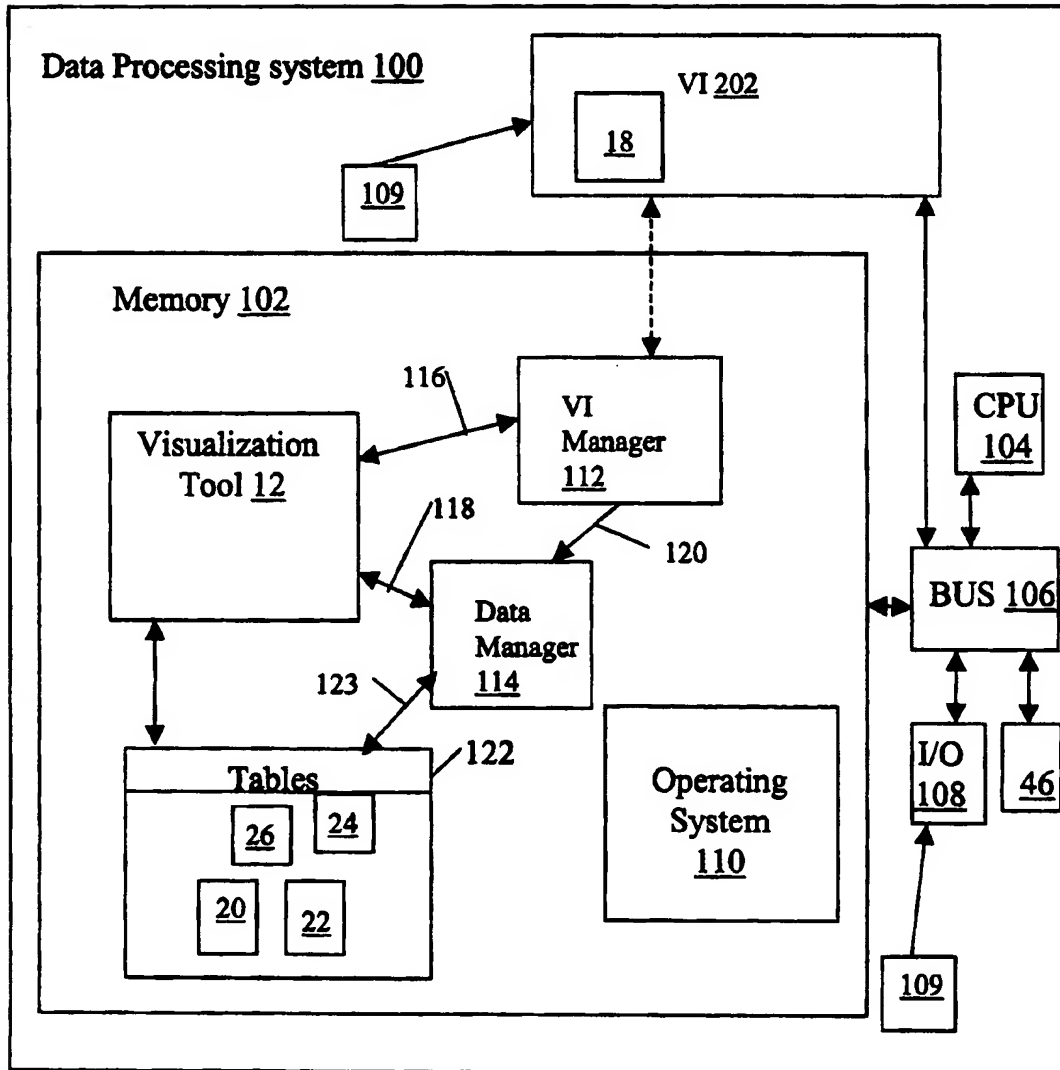 Data Processing system 100
VI 202
18
109
Memory 102
116
VI
Manager
112
Visualization
Tool 12
118
120
CPU
104
BUS 106
Data
Manager
114
123
122
Tables
26
24
20
22
Operating
System
110
I/O
108
46
109